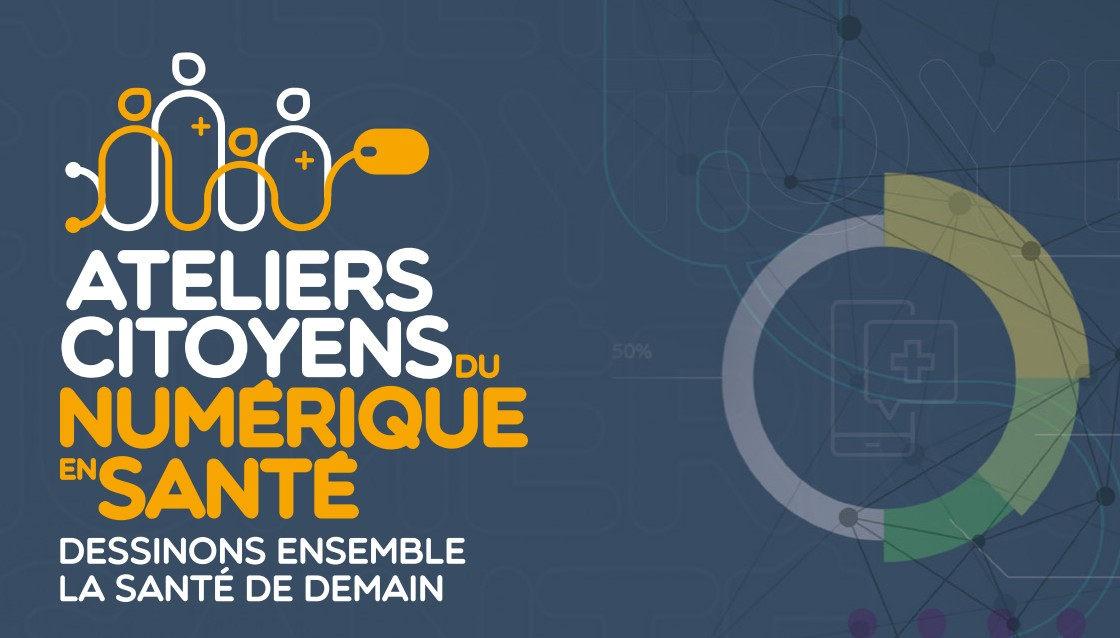 ATELIERS
CITOYENS DU
NUMÉRIQUE
EN SANTÉ
DESSINONS ENSEMBLE
LA SANTÉ DE DEMAIN
50%